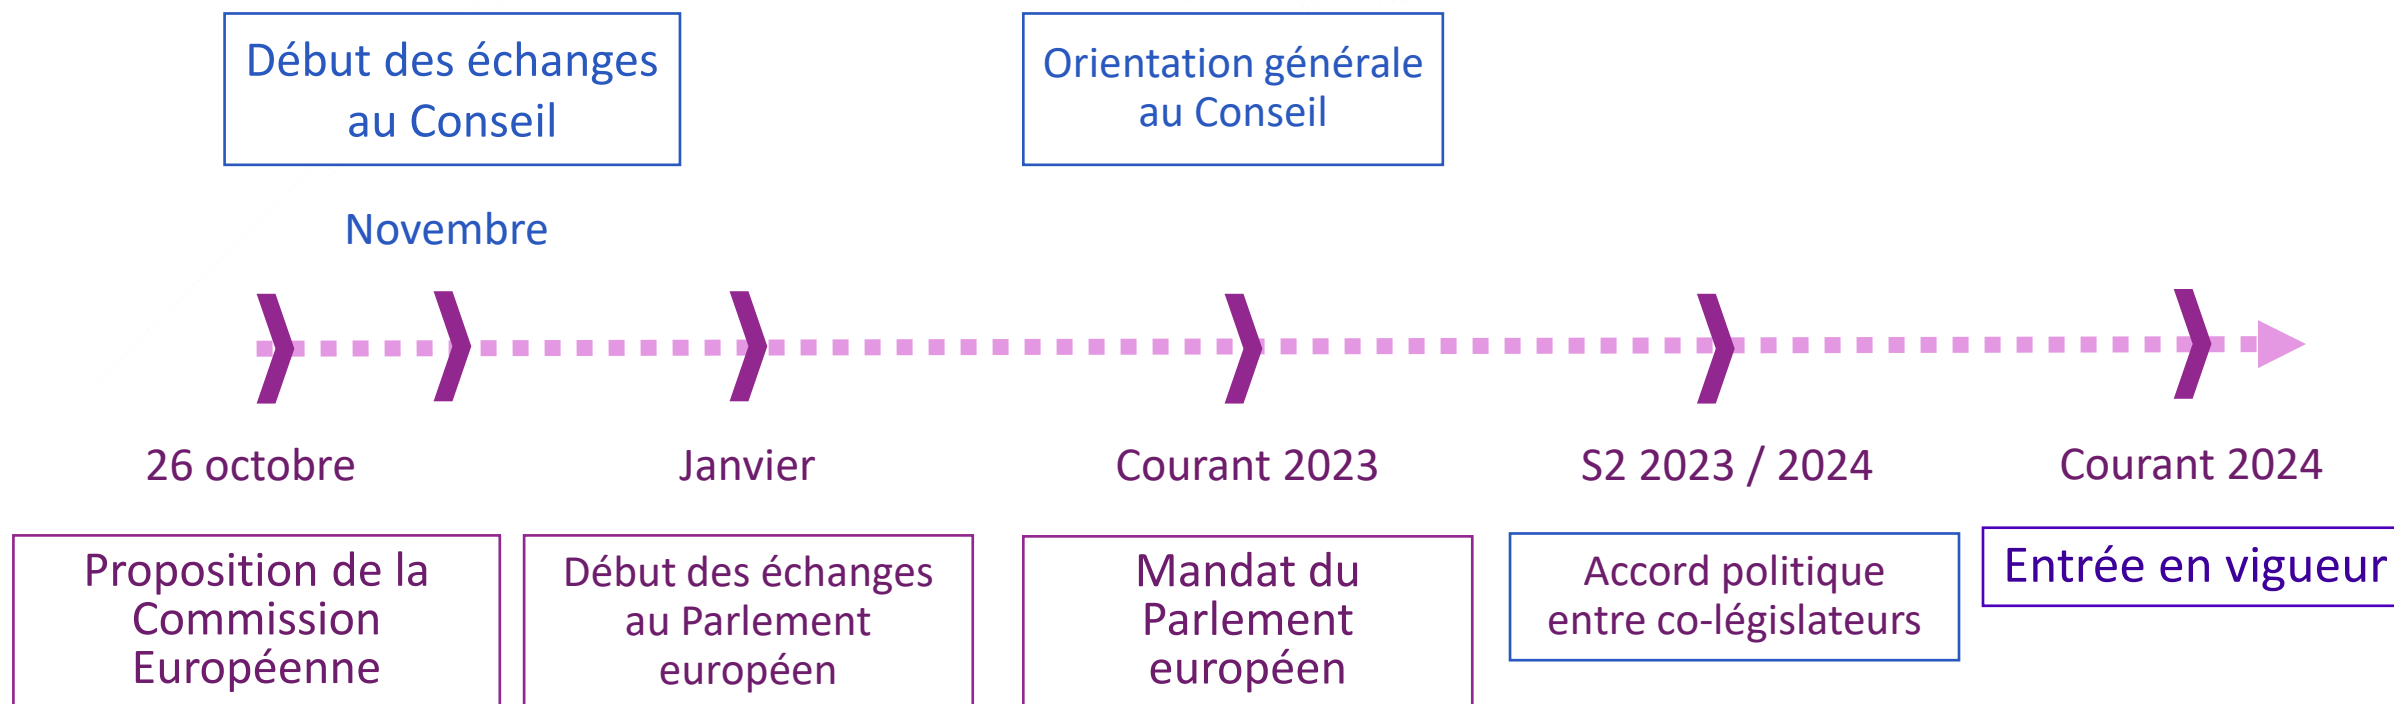 Début des échanges
au Conseil
Orientation générale
au Conseil
Novembre
26 octobre
Janvier
Courant 2023
S2 2023 / 2024
Courant 2024
Proposition de la
Commission
Européenne
Début des échanges
au Parlement
européen
Mandat du
Parlement
européen
Accord politique
entre co-législateurs
Entrée en vigueur